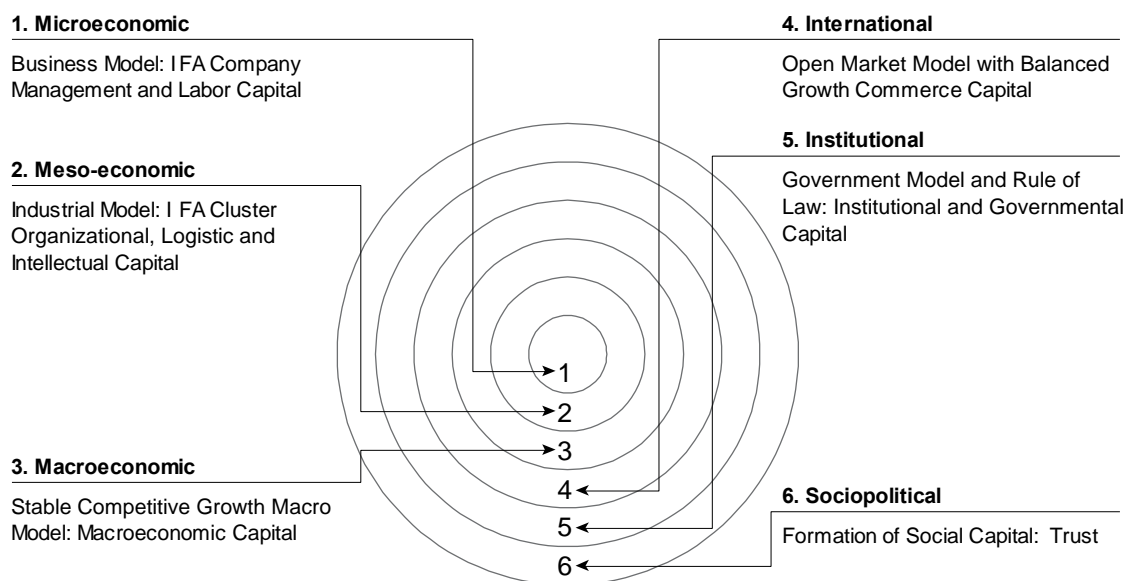 1. Microeconomic
Business Model: IFA Company
Management and Labor Capital
2. Meso-economic
Industrial Model: I FA Cluster
Organizational, Logistic and
Intellectual Capital
3. Macroeconomic
Stable Competitive Growth Macro
Model: Macroeconomic Capital
4. International
Open Market Model with Balanced
Growth Commerce Capital
5. Institutional
Government Model and Rule of
Law: Institutional and Governmental
Capital
6. Sociopolitical
Formation of Social Capital: Trust
1
2
3
4
5
6